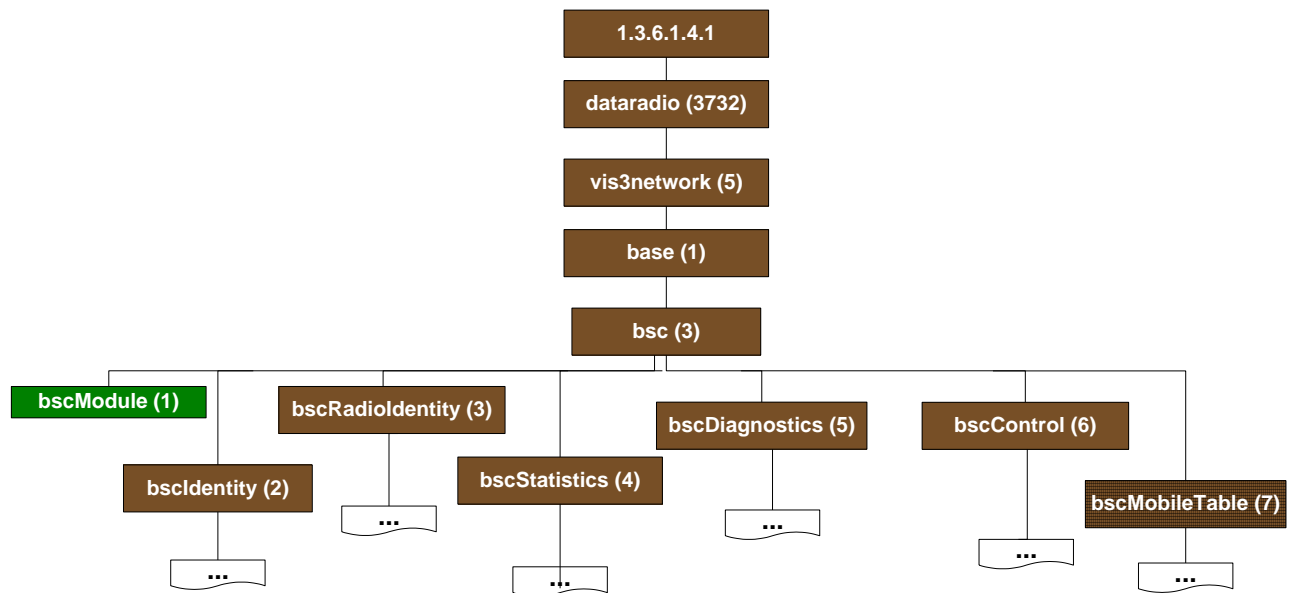 1.3.6.1.4.1
dataradio (3732)
vis3network (5)
base (1)
bsc (3)
bscModule (1)
bscRadioIdentity (3)
bscDiagnostics (5)
bscControl (6)
bscIdentity (2)
bscStatistics (4)
bscMobileTable (7)
...
...
...
...
...
...